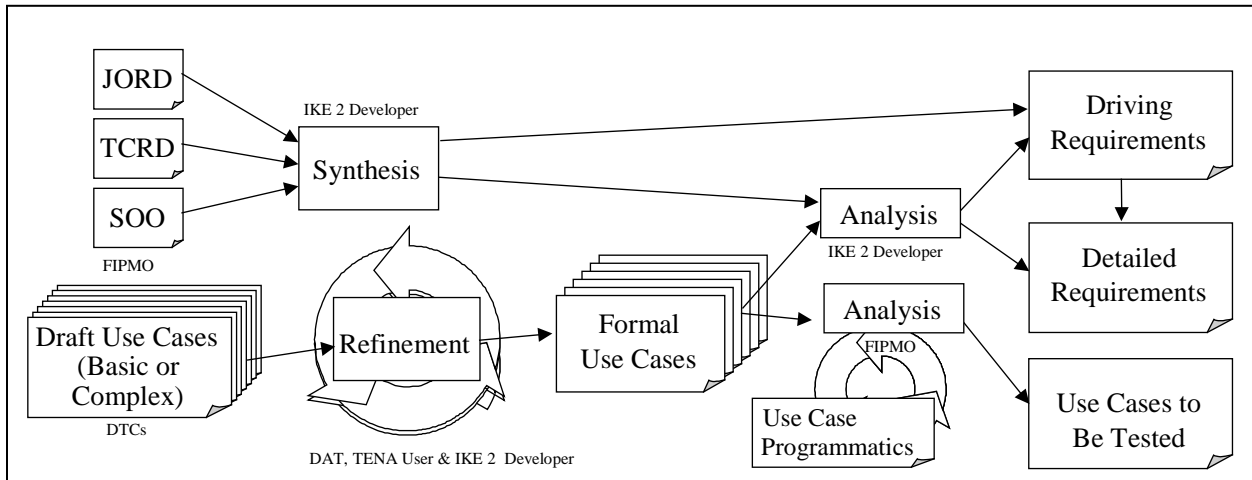 JORD
TCRD
SOO
FIPMO
IKE 2 Developer
Synthesis
Driving
Requirements
Analysis
IKE 2 Developer
Detailed
Requirements
Draft Use Cases
(Basic or
Complex)
DTCs
Refinement
DAT, TENA User & IKE 2 Developer
Formal
Use Cases
Analysis
FIPMO
Use Case
Programmatics
Use Cases to
Be Tested